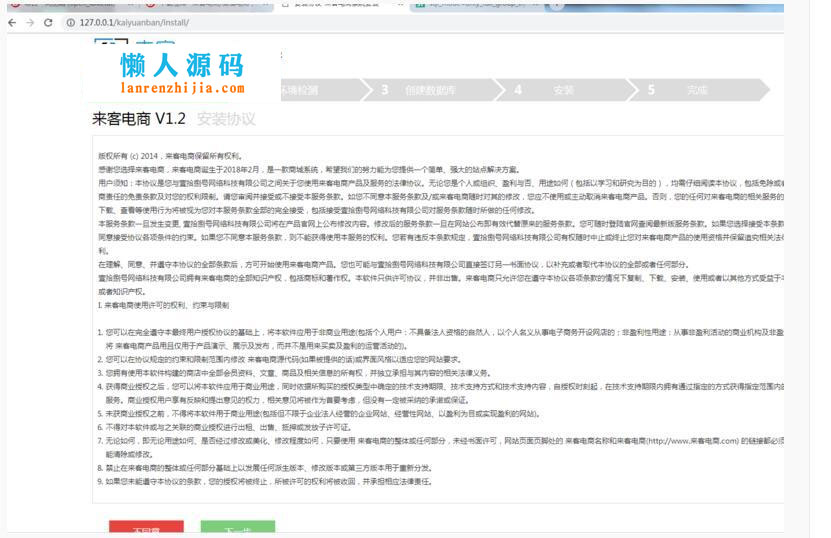 127.0.0.1/kaiyuanban/install/
懒人源码
lanrenzhijia.com
环境检测
3 创建数据库
4 安装
5 完成
来客电商 V1.2 安装协议
版权所有 (c) 2014，来客电商保留所有权利。
感谢您选择来客电商，来客电商诞生于2018年2月，是一款商城系统，希望我们的努力能为您提供一个简单、强大的站点解决方案。
用户须知：本协议是您与壹拾捌号网络科技有限公司之间关于您使用来客电商产品及服务的法律协议。无论您是个人或组织、盈利与否、用途如何（包括以学习和研究为目的），均需仔细阅读本协议，包括免除或者
商责任的免责条款及对您的权利限制。请您审阅并接受或不接受本服务条款。如您不同意本服务条款及/或来客电商随时对其的修改，您应不使用或主动取消来客电商产品。否则，您的任何对来客电商的相关服务的
下载、查看等使用行为将被视为您对本服务条款全部的完全接受，包括接受壹拾捌号网络科技有限公司对服务条款随时所做的任何修改。
本服务条款一旦发生变更, 壹拾捌号网络科技有限公司将在产品官网上公布修改内容。修改后的服务条款一旦在网站公布即有效代替原来的服务条款。您可随时登陆官网查阅最新版服务条款。如果您选择接受本条款
同意接受协议各项条件的约束。如果您不同意本服务条款，则不能获得使用本服务的权利。您若有违反本条款规定，壹拾捌号网络科技有限公司有权随时中止或终止您对来客电商产品的使用资格并保留追究相关法
利。
在理解、同意、并遵守本协议的全部条款后，方可开始使用来客电商产品。您也可能与壹拾捌号网络科技有限公司直接签订另一书面协议，以补充或者取代本协议的全部或者任何部分。
壹拾捌号网络科技有限公司拥有来客电商的全部知识产权，包括商标和著作权。本软件只供许可协议，并非出售。来客电商只允许您在遵守本协议各项条款的情况下复制、下载、安装、使用或者以其他方式受益于
或者知识产权。
I. 来客电商使用许可的权利、约束与限制
1. 您可以在完全遵守本最终用户授权协议的基础上，将本软件应用于非商业用途(包括个人用户：不具备法人资格的自然人，以个人名义从事电子商务开设网店的；非盈利性用途：从事非盈利活动的商业机构及非盈
将 来客电商产品用且仅用于产品演示、展示及发布，而并不是用来买卖及盈利的运营活动的)。
2. 您可以在协议规定的约束和限制范围内修改 来客电商源代码(如果被提供的话)或界面风格以适应您的网站要求。
3. 您拥有使用本软件构建的商店中全部会员资料、文章、商品及相关信息的所有权，并独立承担与其内容的相关法律义务。
4. 获得商业授权之后，您可以将本软件应用于商业用途，同时依据所购买的授权类型中确定的技术支持期限、技术支持方式和技术支持内容，自授权时刻起，在技术支持期限内拥有通过指定的方式获得指定范围内
服务。商业授权用户享有反映和提出意见的权力，相关意见将被作为首要考虑，但没有一定被采纳的承诺或保证。
5. 未获商业授权之前，不得将本软件用于商业用途(包括但不限于企业法人经营的企业网站、经营性网站、以盈利为目或实现盈利的网站)。
6. 不得对本软件或与之关联的商业授权进行出租、出售、抵押或发放子许可证。
7. 无论如何，即无论用途如何、是否经过修改或美化、修改程度如何，只要使用 来客电商的整体或任何部分，未经书面许可，网站页面页脚处的 来客电商名称和来客电商(http://www.来客电商.com) 的链接都必须
能清除或修改。
8. 禁止在来客电商的整体或任何部分基础上以发展任何派生版本、修改版本或第三方版本用于重新分发。
9. 如果您未能遵守本协议的条款，您的授权将被终止，所被许可的权利将被收回，并承担相应法律责任。
不同意
下一步